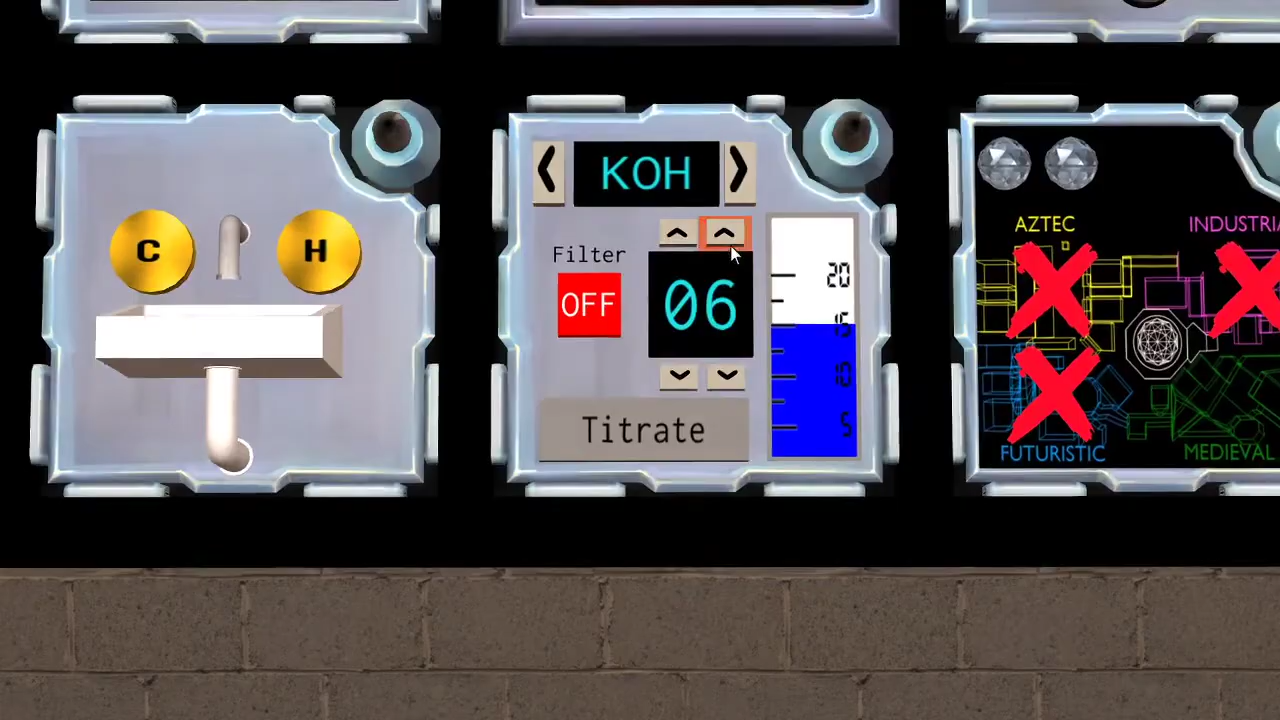 C
H
KOH
Filter
OFF
06
20
15
10
5
Titrate
AZTEC
INDUSTRIA
FUTURISTIC
MEDIEVAL